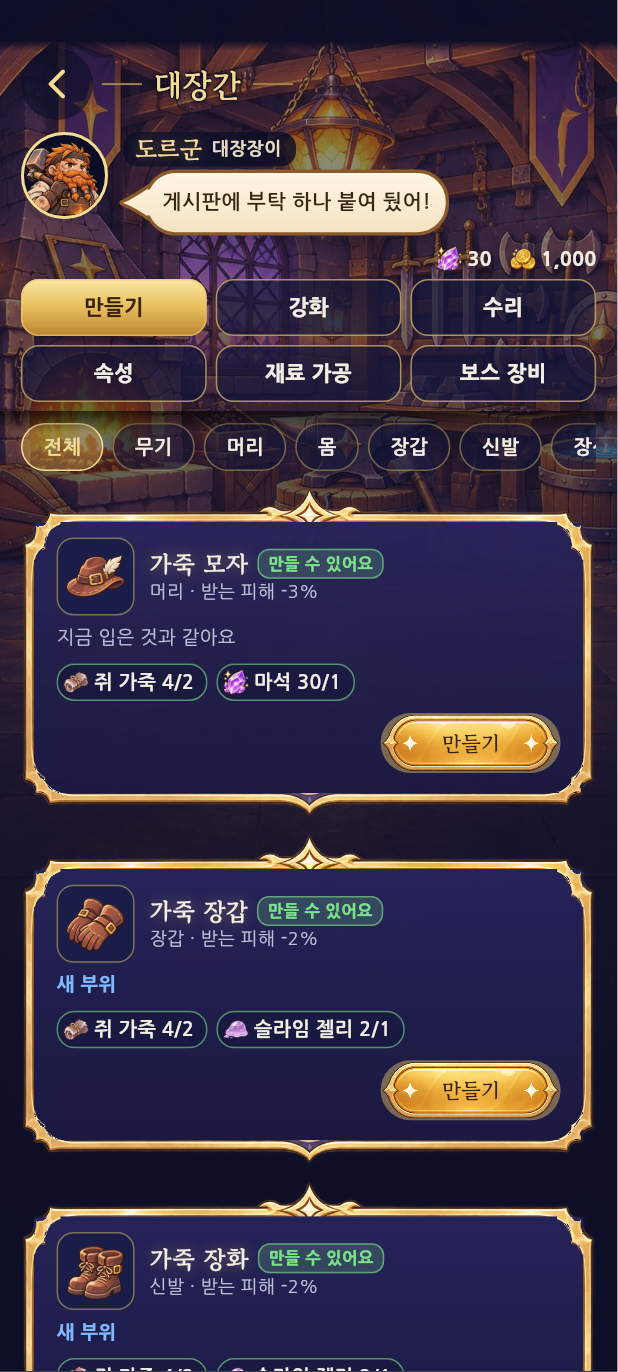 대장간
도르군 대장장이
게시판에 부탁 하나 붙여 뒀어!
30 1,000
만들기 강화 수리
속성 재료 가공 보스 장비
전체 무기 머리 몸 장갑 신발
가죽 모자 만들 수 있어요
머리 · 받는 피해 -3%
지금 입은 것과 같아요
쥐 가죽 4/2 마석 30/1
만들기
가죽 장갑 만들 수 있어요
장갑 · 받는 피해 -2%
새 부위
쥐 가죽 4/2 슬라임 젤리 2/1
만들기
가죽 장화 만들 수 있어요
신발 · 받는 피해 -2%
새 부위